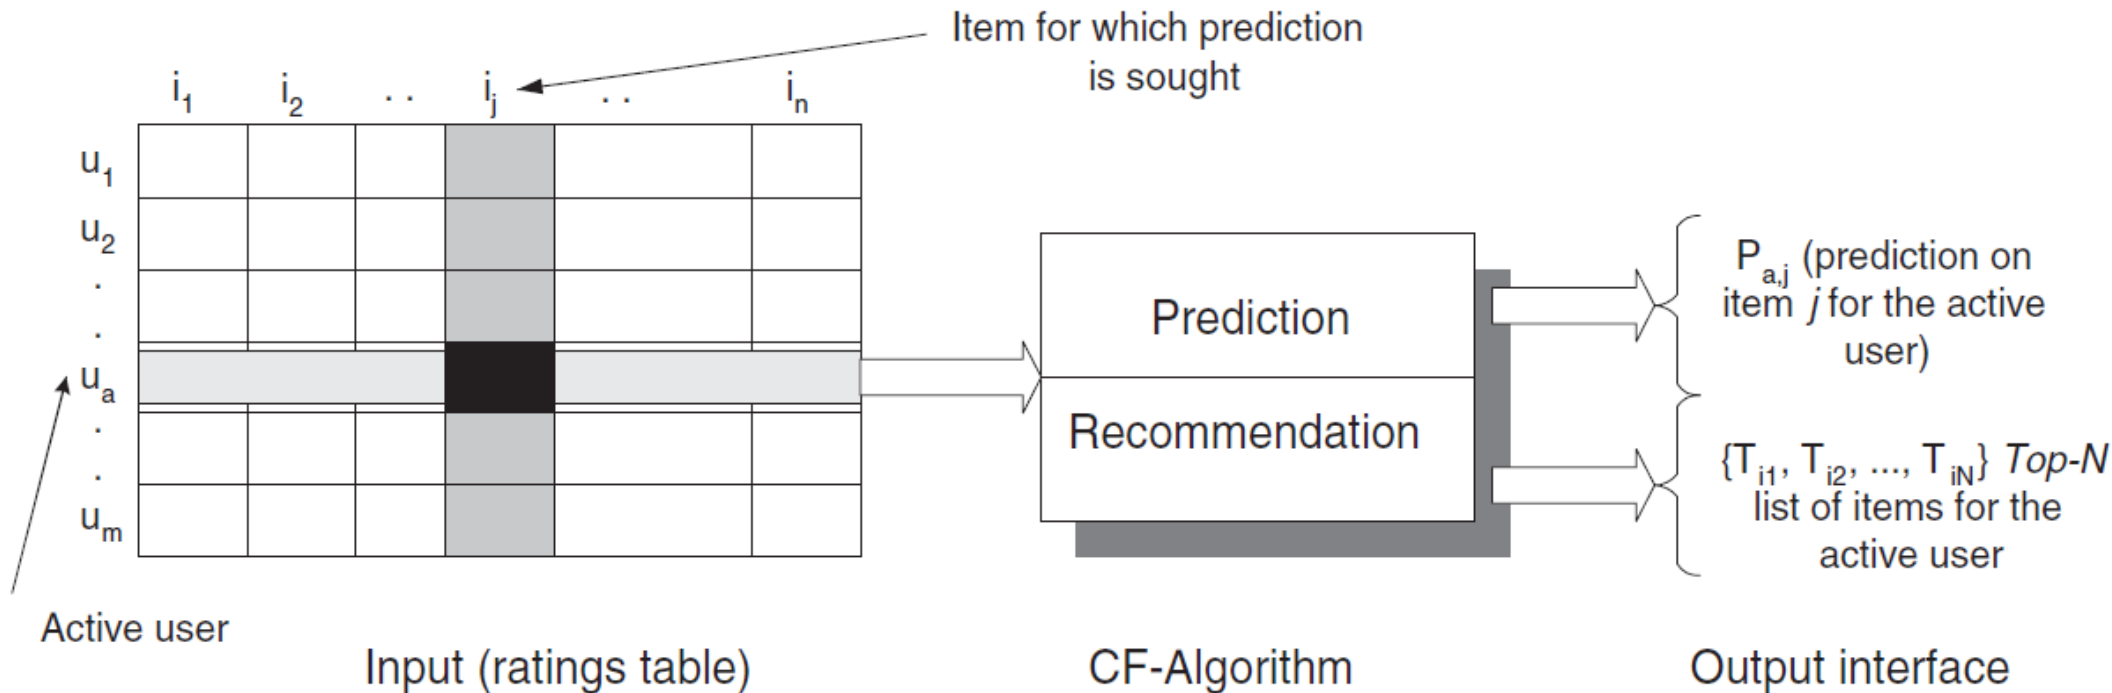 Item for which prediction
is sought
i1 i2 . . ij . . in
u1
u2
.
.
ua
.
.
um
Active user
Input (ratings table)
Prediction
Recommendation
CF-Algorithm
Pa,j (prediction on
item j for the active
user)
{Ti1, Ti2, ..., TiN} Top-N
list of items for the
active user
Output interface